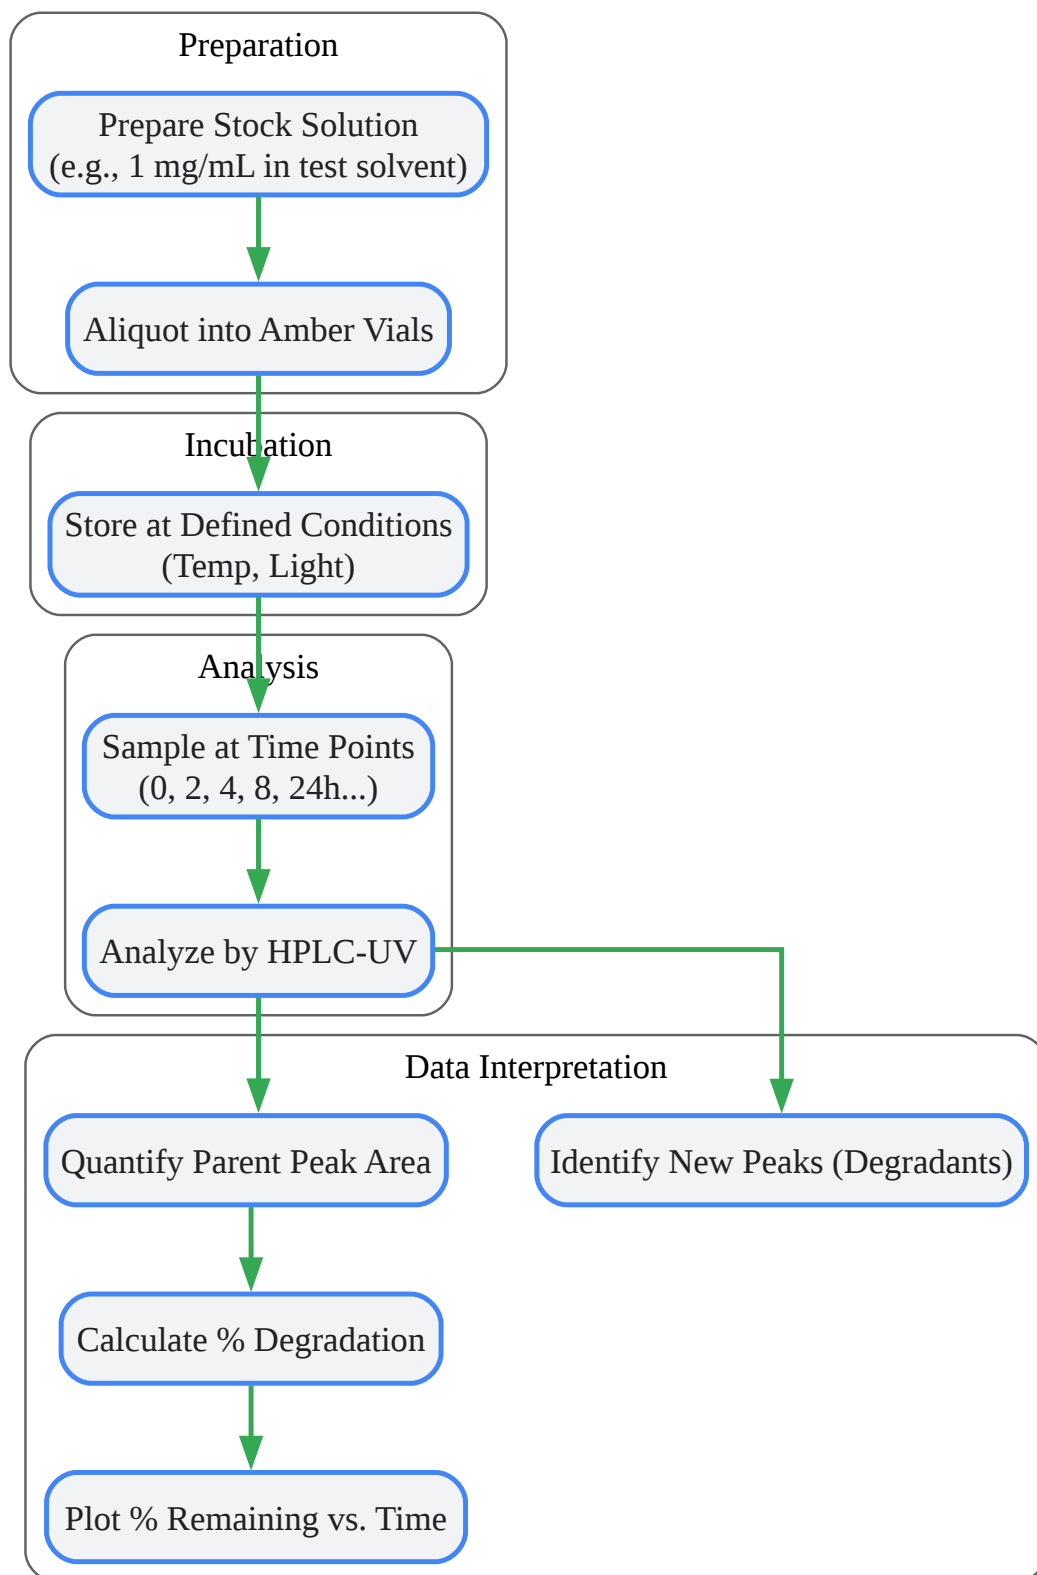 Preparation
Prepare Stock Solution
(e.g., 1 mg/mL in test solvent)
Aliquot into Amber Vials
Incubation
Store at Defined Conditions
(Temp, Light)
Analysis
Sample at Time Points
(0, 2, 4, 8, 24h...)
Analyze by HPLC-UV
Data Interpretation
Quantify Parent Peak Area
Identify New Peaks (Degradants)
Calculate % Degradation
Plot % Remaining vs. Time